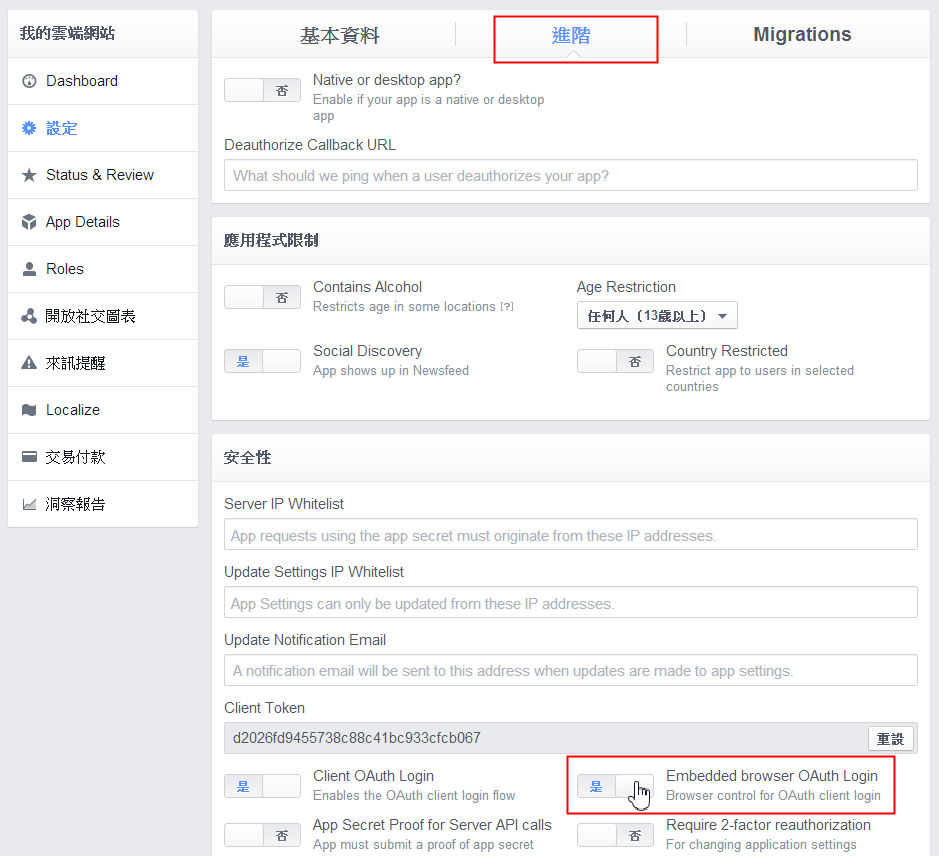 我的雲端網站
Dashboard
設定
Status & Review
App Details
Roles
開放社交圖表
來訊提醒
Localize
交易付款
洞察報告
基本資料
進階
Migrations
否
Native or desktop app?
Enable if your app is a native or desktop
app
Deauthorize Callback URL
What should we ping when a user deauthorizes your app?
應用程式限制
否
Contains Alcohol
Restricts age in some locations [?]
Age Restriction
任何人（13歲以上）
是
Social Discovery
App shows up in Newsfeed
否
Country Restricted
Restrict app to users in selected
countries
安全性
Server IP Whitelist
App requests using the app secret must originate from these IP addresses.
Update Settings IP Whitelist
App Settings can only be updated from these IP addresses.
Update Notification Email
A notification email will be sent to this address when updates are made to app settings.
Client Token
d2026fd9455738c88c41bc933cfcb067
重設
是
Client OAuth Login
Enables the OAuth client login flow
是
Embedded browser OAuth Login
Browser control for OAuth client login
否
App Secret Proof for Server API calls
App must submit a proof of app secret
否
Require 2-factor reauthorization
For changing application settings